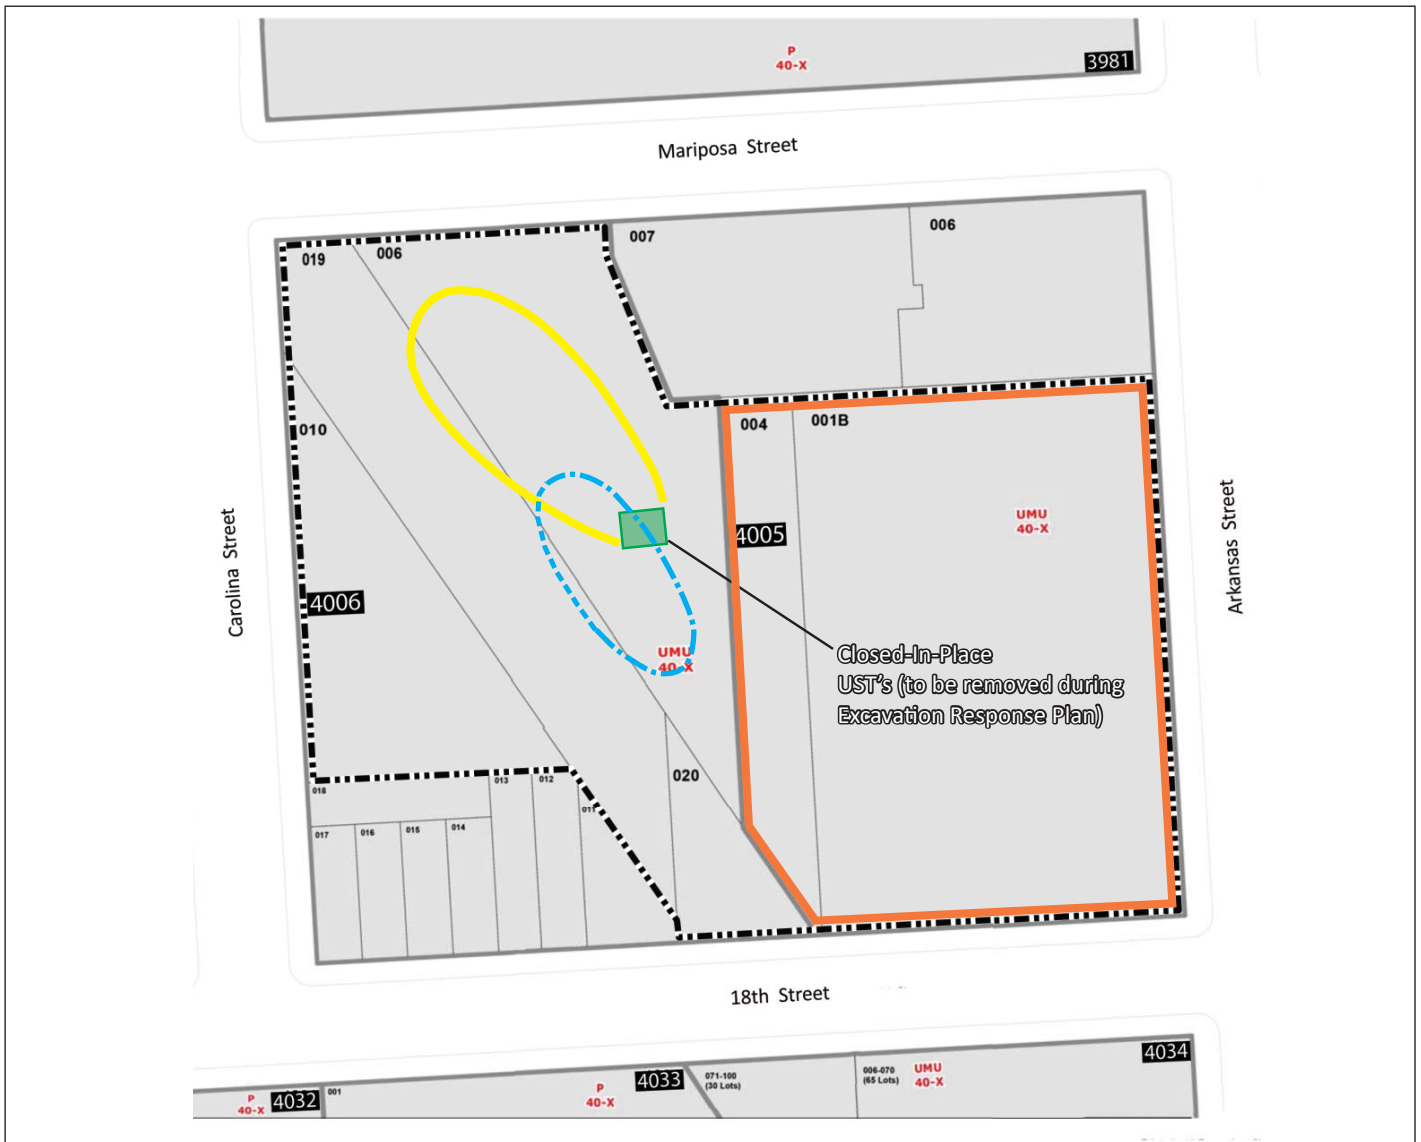 P
40-X
3981
Mariposa Street
019
006
007
006
010
004
001B
UMU
40-X
4005
Carolina Street
Arkansas Street
4006
UMU
40-X
Closed-In-Place
UST's (to be removed during
Excavation Response Plan)
020
018
013
012
011
017
016
015
014
18th Street
P
40-X
4032
001
P
40-X
4033
071-100
(30 Lots)
006-070
(65 Lots)
UMU
40-X
4034